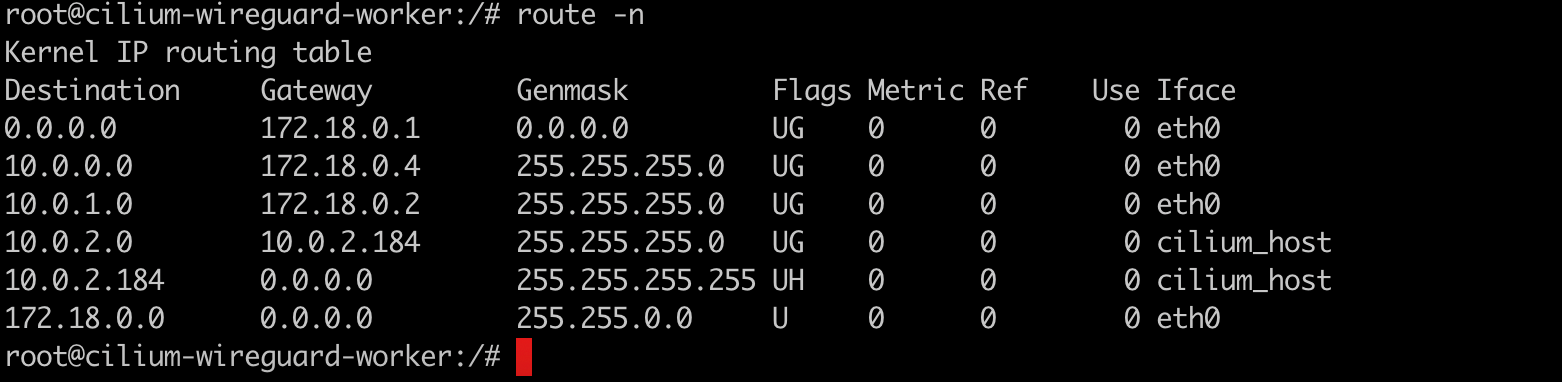 root@cilium-wireguard-worker:/# route -n
Kernel IP routing table
Destination     Gateway         Genmask         Flags Metric Ref    Use Iface
0.0.0.0         172.18.0.1      0.0.0.0         UG    0      0        0 eth0
10.0.0.0        172.18.0.4      255.255.255.0   UG    0      0        0 eth0
10.0.1.0        172.18.0.2      255.255.255.0   UG    0      0        0 eth0
10.0.2.0        10.0.2.184      255.255.255.0   UG    0      0        0 cilium_host
10.0.2.184      0.0.0.0         255.255.255.255 UH    0      0        0 cilium_host
172.18.0.0      0.0.0.0         255.255.0.0     U     0      0        0 eth0
root@cilium-wireguard-worker:/#